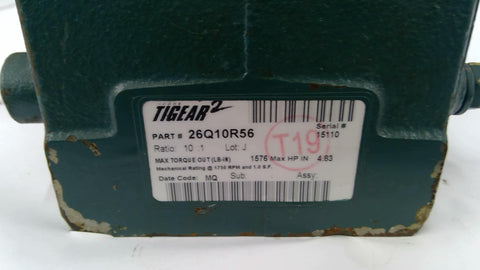 TIGEAR2
PART # 26Q10R56
Serial #
15110
Ratio: 10 :1 Lot: J
T19
MAX TORQUE OUT (LB-IN) 1576 Max HP IN 4.83
Mechanical Rating @ 1750 RPM and 1.0 S.F.
Date Code: MQ Sub: Assy: